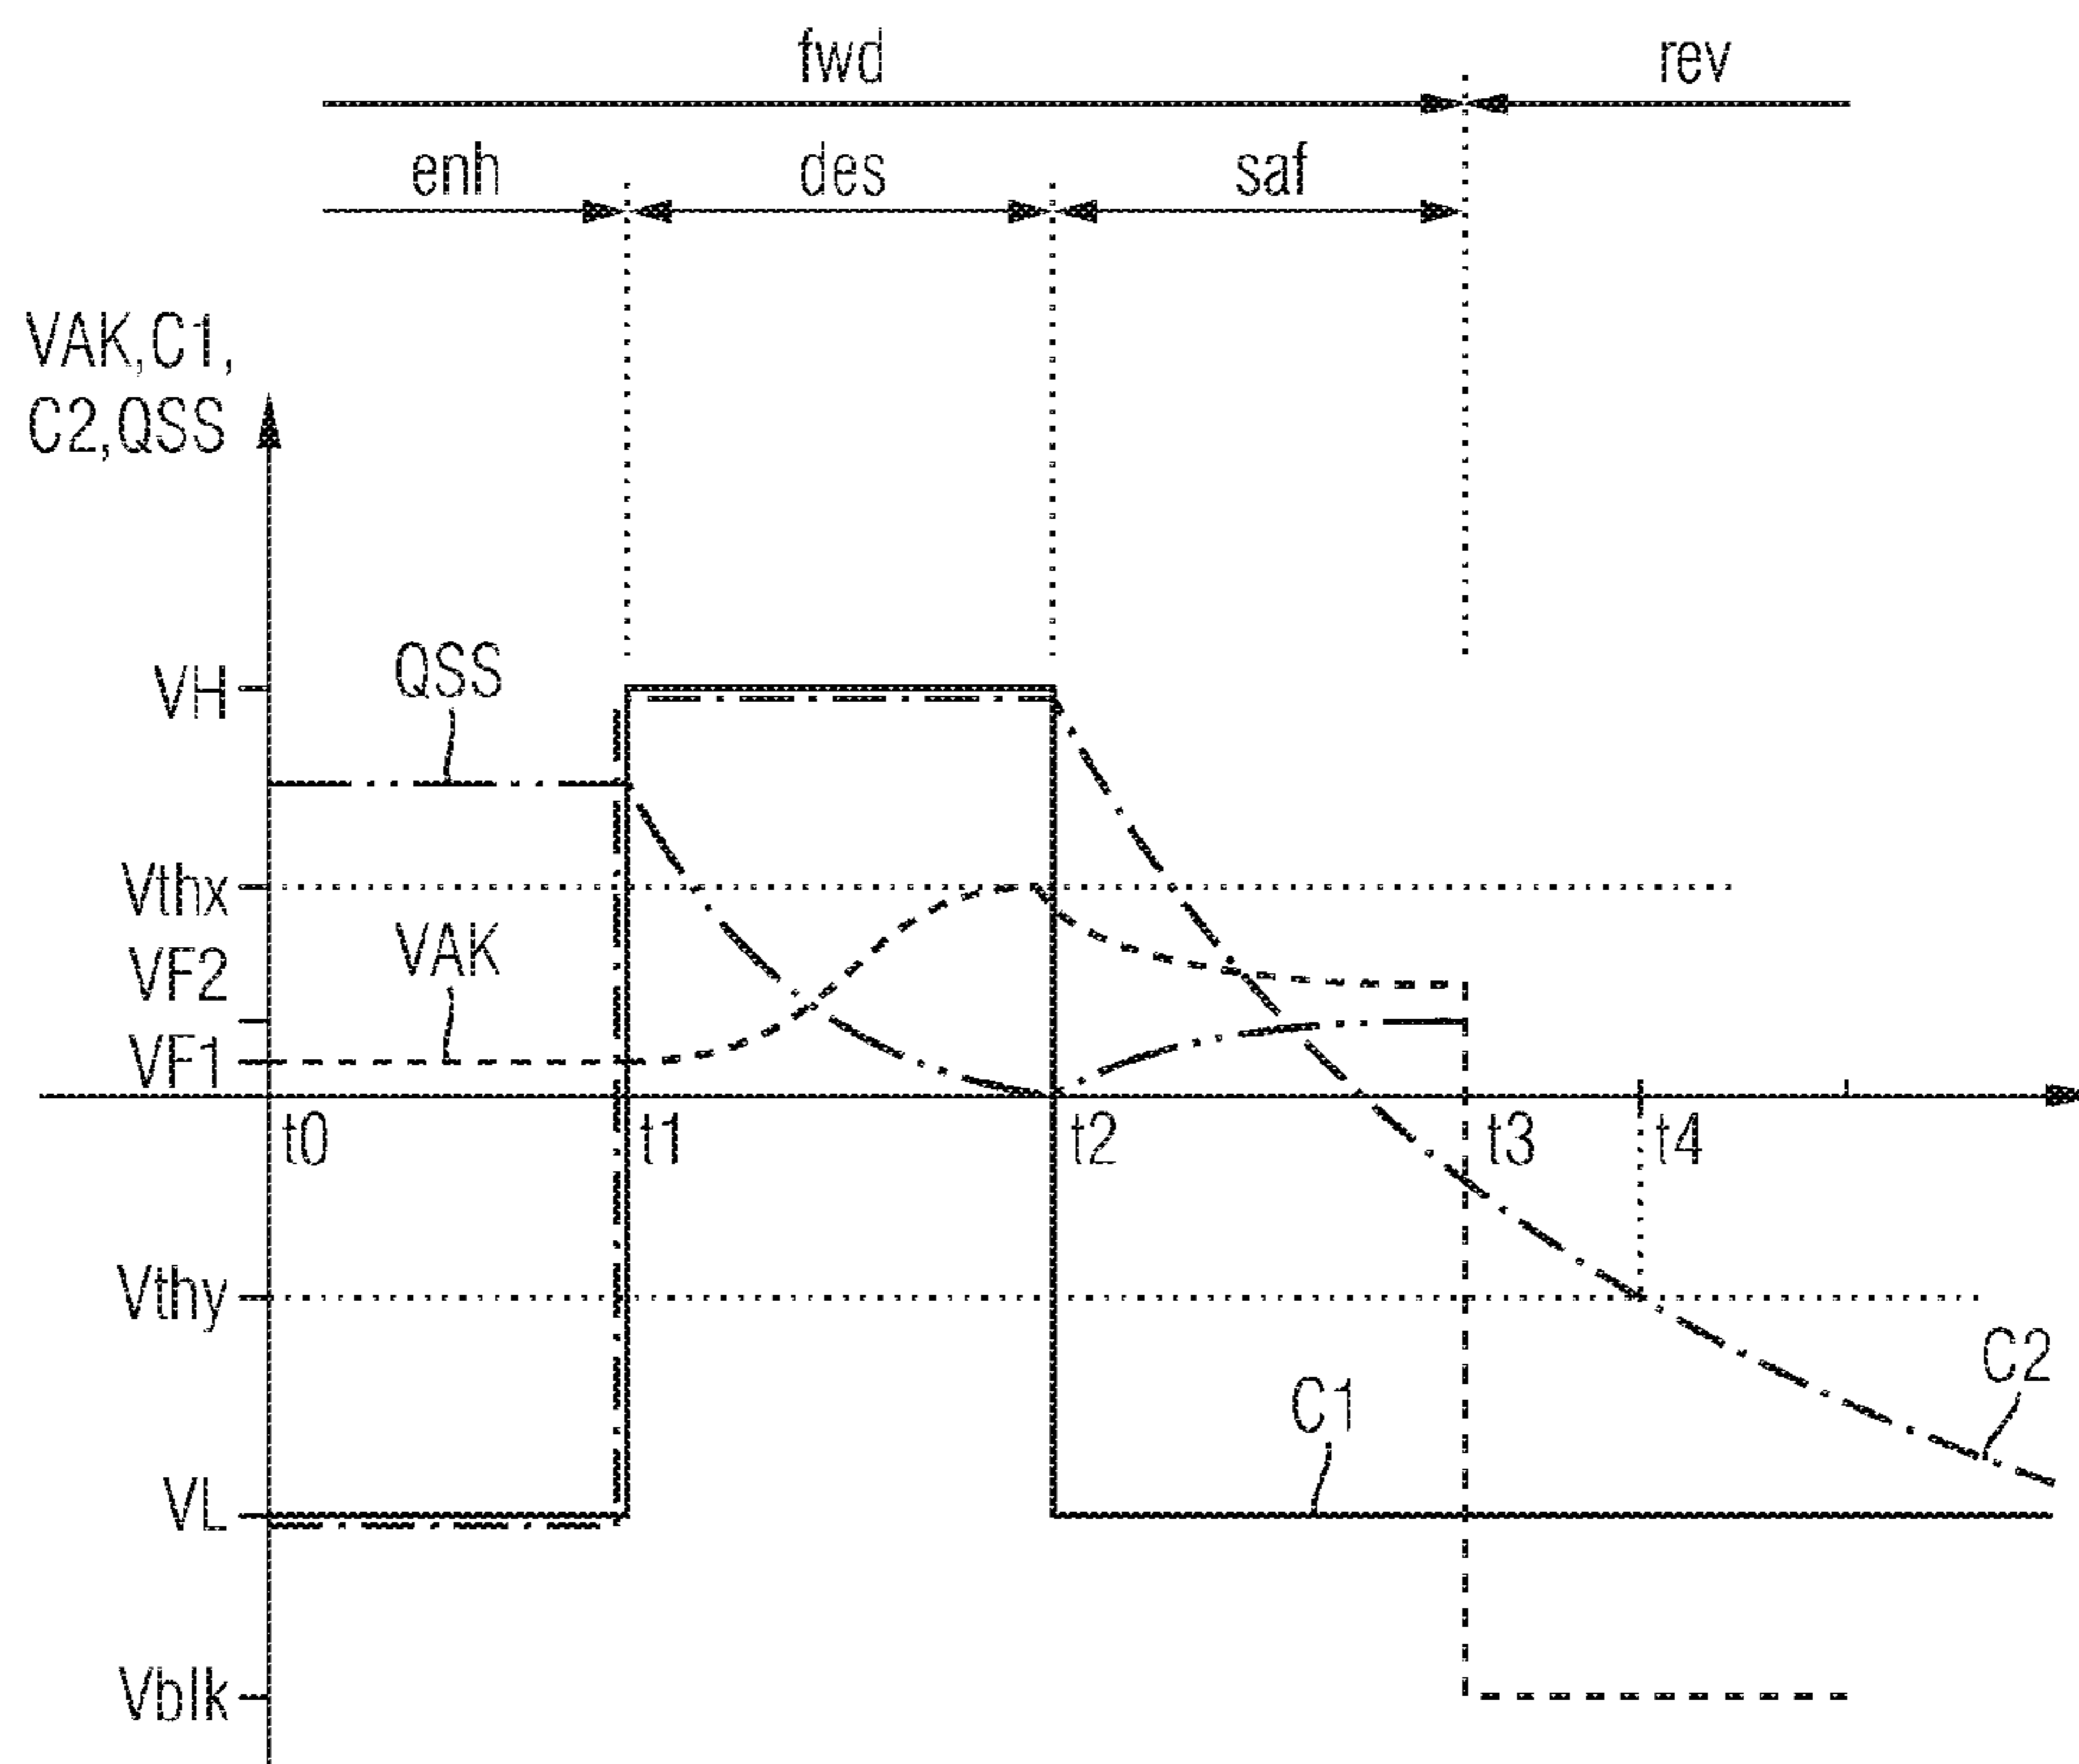 fwd
rev
enh
des
saf
VAK,C1,
C2,QSS
VH
QSS
Vthx
VF2
VAK
VF1
t0
t1
t2
t3
t4
Vthy
C2
C1
VL
Vblk